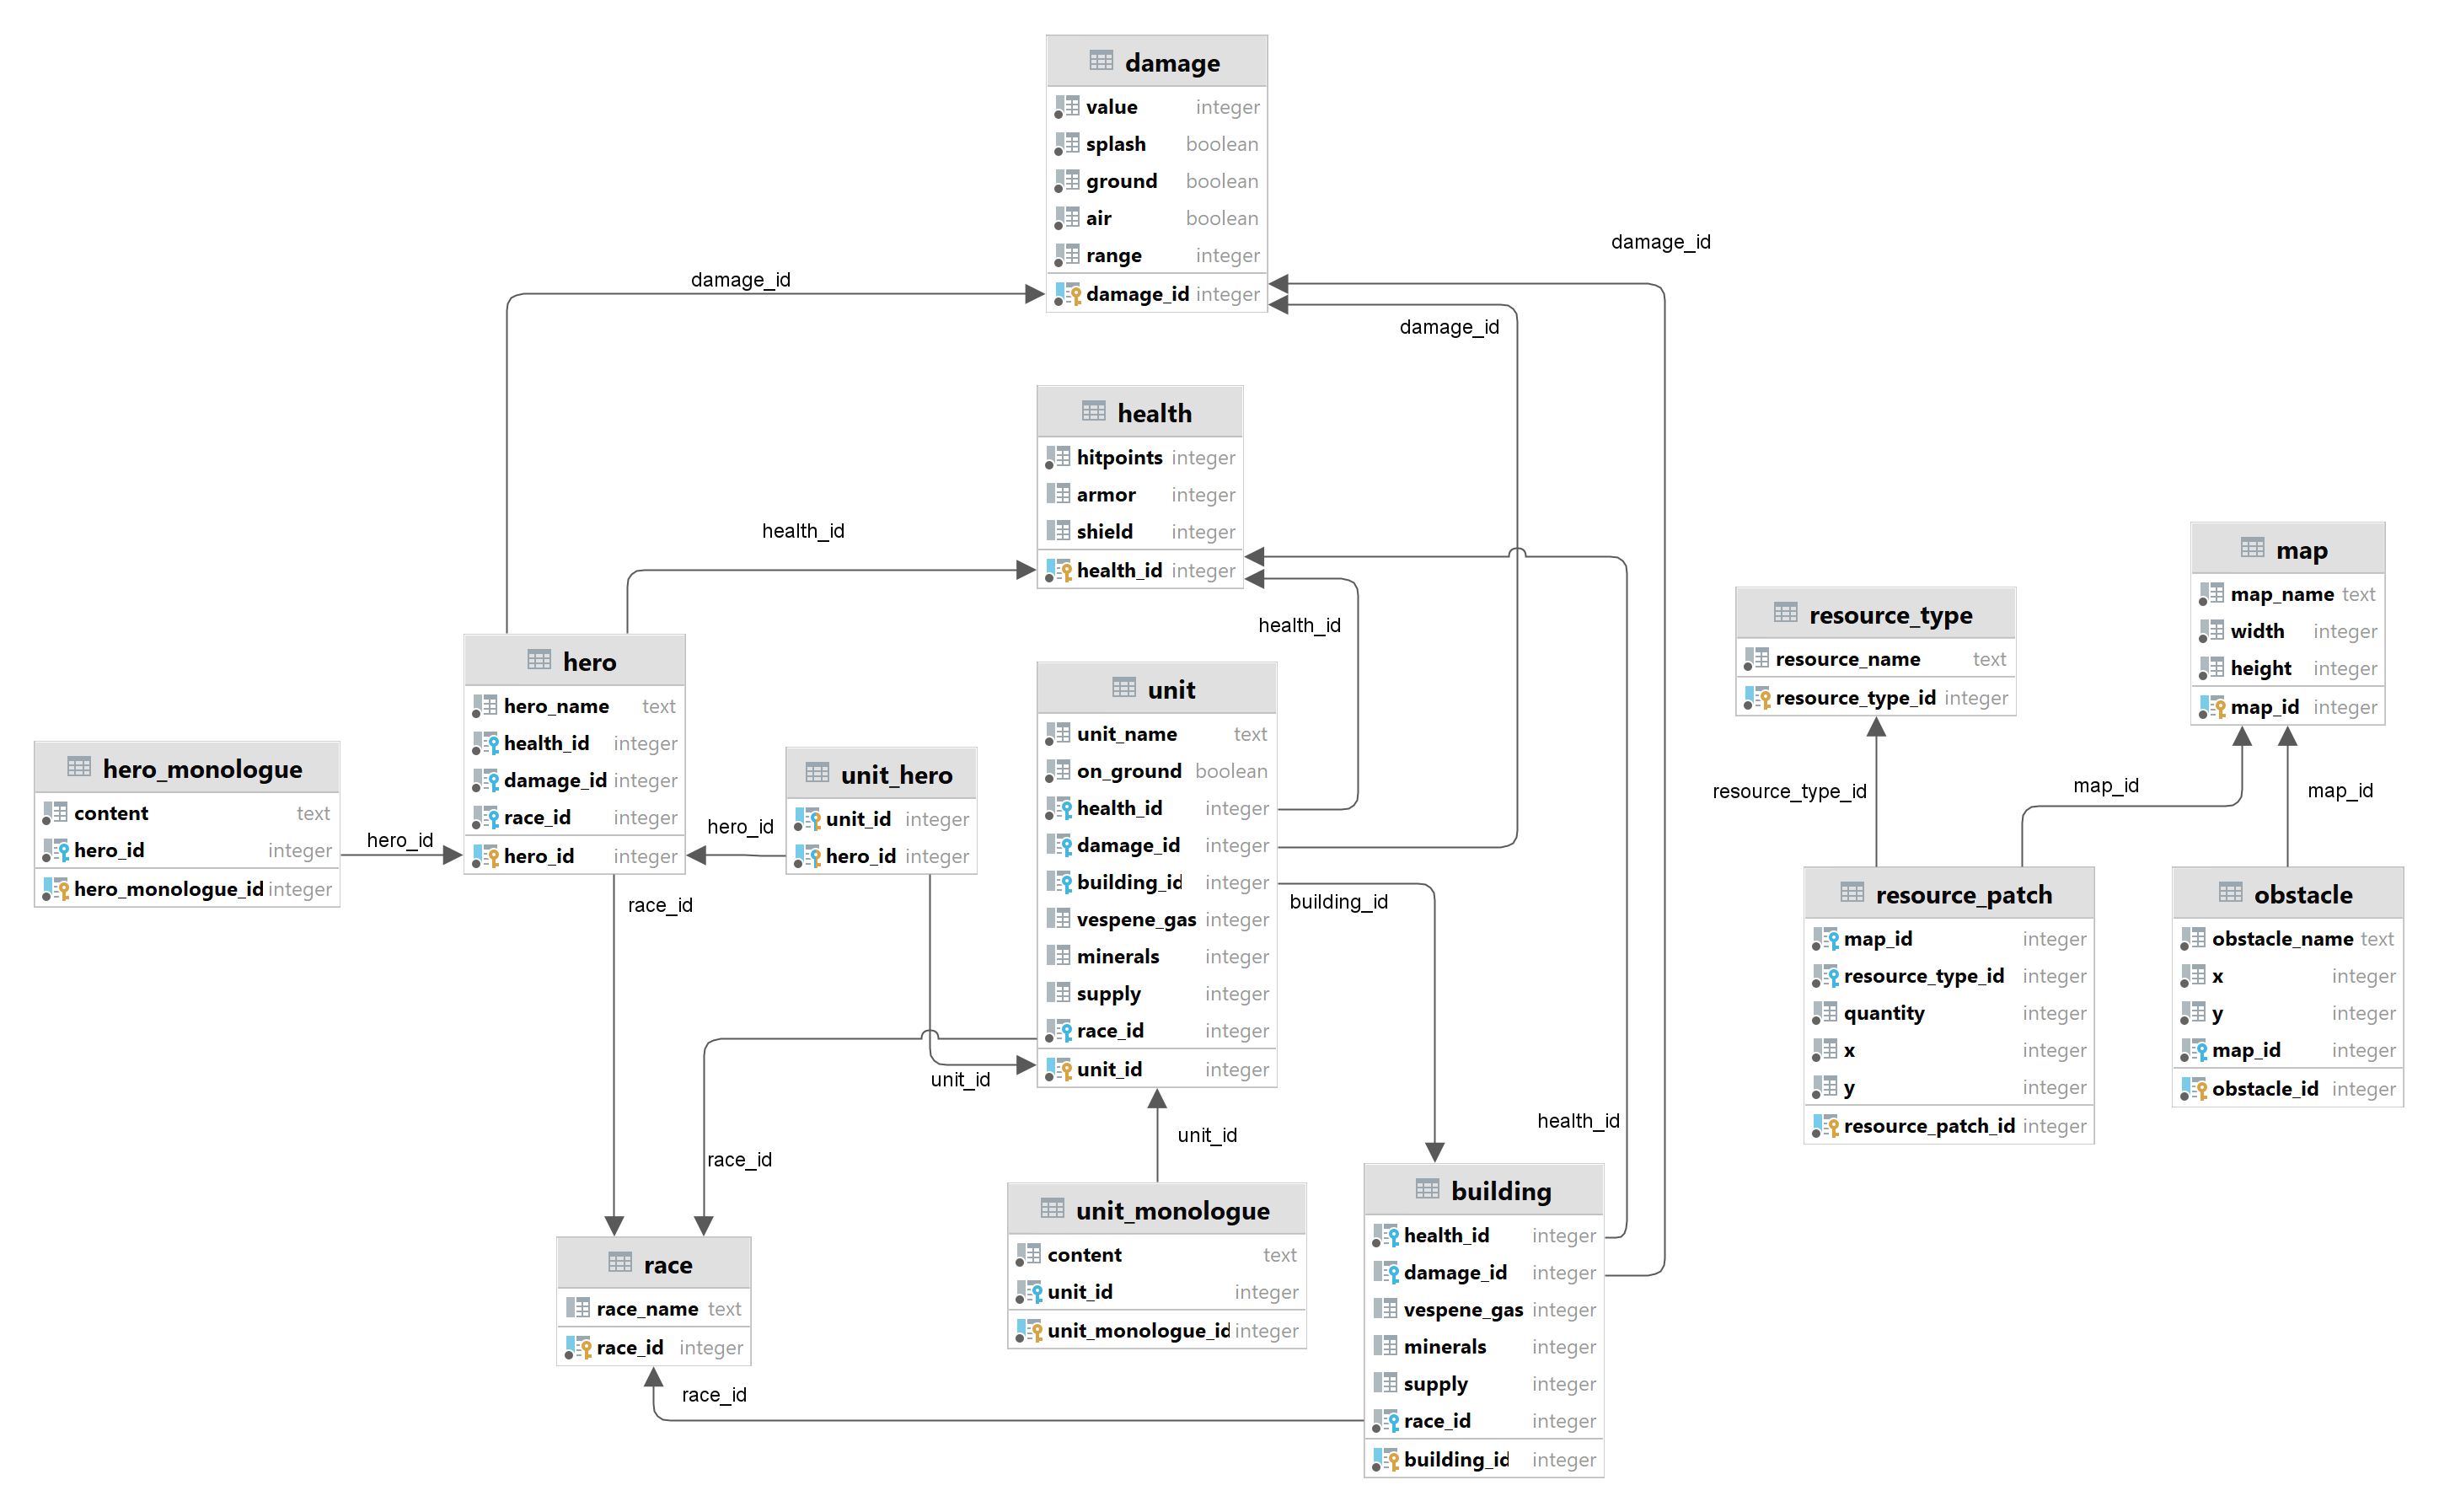 damage
value integer
splash boolean
ground boolean
air boolean
range integer
damage_id integer
damage_id
damage_id
damage_id
health
hitpoints integer
armor integer
shield integer
health_id integer
health_id
health_id
hero
hero_name text
health_id integer
damage_id integer
race_id integer
hero_id integer
hero_monologue
content text
hero_id integer
hero_monologue_id integer
hero_id
unit_hero
unit_id integer
hero_id integer
hero_id
race_id
unit
unit_name text
on_ground boolean
health_id integer
damage_id integer
building_id integer
vespene_gas integer
minerals integer
supply integer
race_id integer
unit_id integer
building_id
unit_id
race_id
unit_id
health_id
unit_monologue
content text
unit_id integer
unit_monologue_id integer
race
race_name text
race_id integer
race_id
building
health_id integer
damage_id integer
vespene_gas integer
minerals integer
supply integer
race_id integer
building_id integer
resource_type
resource_name text
resource_type_id integer
resource_type_id
map
map_name text
width integer
height integer
map_id integer
map_id
map_id
resource_patch
map_id integer
resource_type_id integer
quantity integer
x integer
y integer
resource_patch_id integer
obstacle
obstacle_name text
x integer
y integer
map_id integer
obstacle_id integer